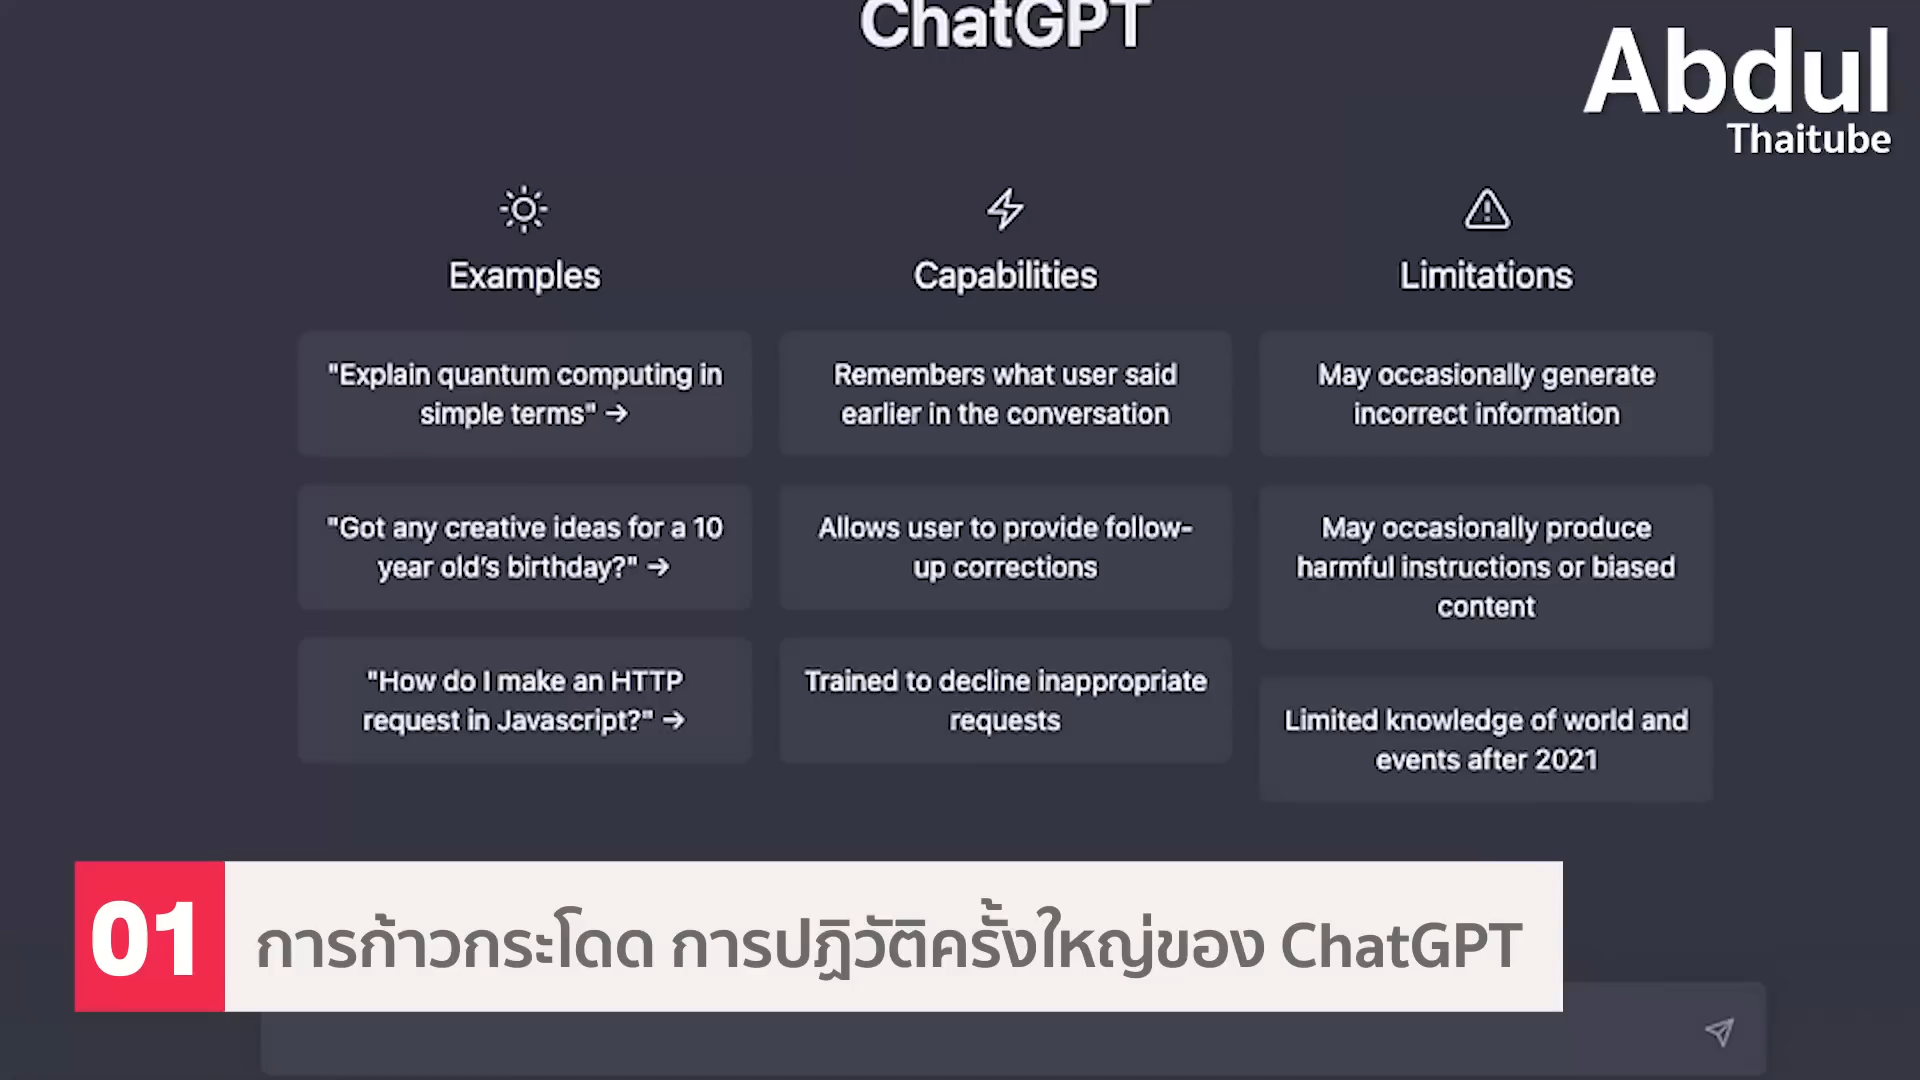 ChatGPT
Abdul
Thaitube
Examples
"Explain quantum computing in
simple terms" →
"Got any creative ideas for a 10
year old's birthday?" →
"How do I make an HTTP
request in Javascript?" →
Capabilities
Remembers what user said
earlier in the conversation
Allows user to provide follow-
up corrections
Trained to decline inappropriate
requests
Limitations
May occasionally generate
incorrect information
May occasionally produce
harmful instructions or biased
content
Limited knowledge of world and
events after 2021
01
การก้าวกระโดด การปฏิวัติครั้งใหญ่ของ ChatGPT